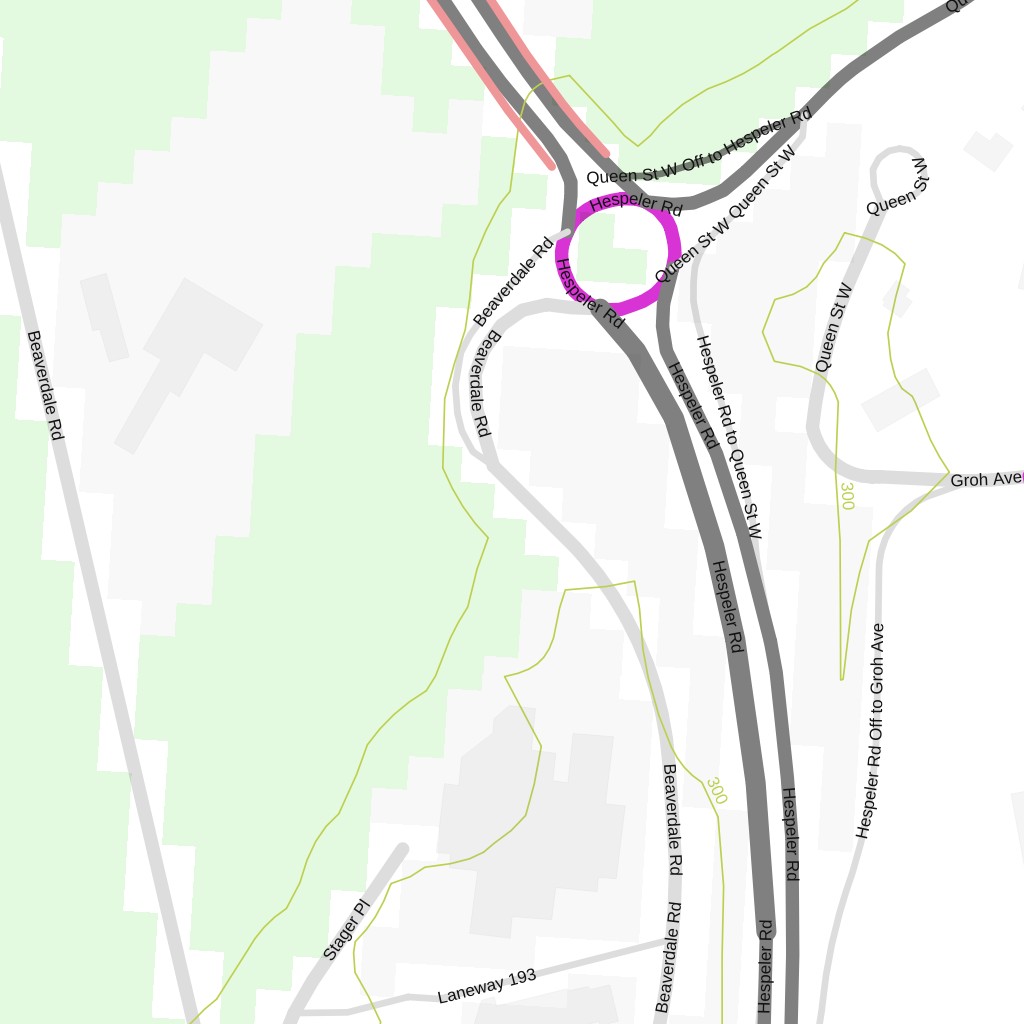 Qu
Queen St W Off to Hespeler Rd
Queen St W
Queen St W
Hespeler Rd
Queen St W
Beaverdale Rd
Hespeler Rd
Queen St W
Beaverdale Rd
Beaverdale Rd
Hespeler Rd
Hespeler Rd to Queen St W
Groh Ave
300
Hespeler Rd
Hespeler Rd Off to Groh Ave
300
Beaverdale Rd
Hespeler Rd
Stager Pl
Beaverdale Rd
Hespeler Rd
Laneway 193